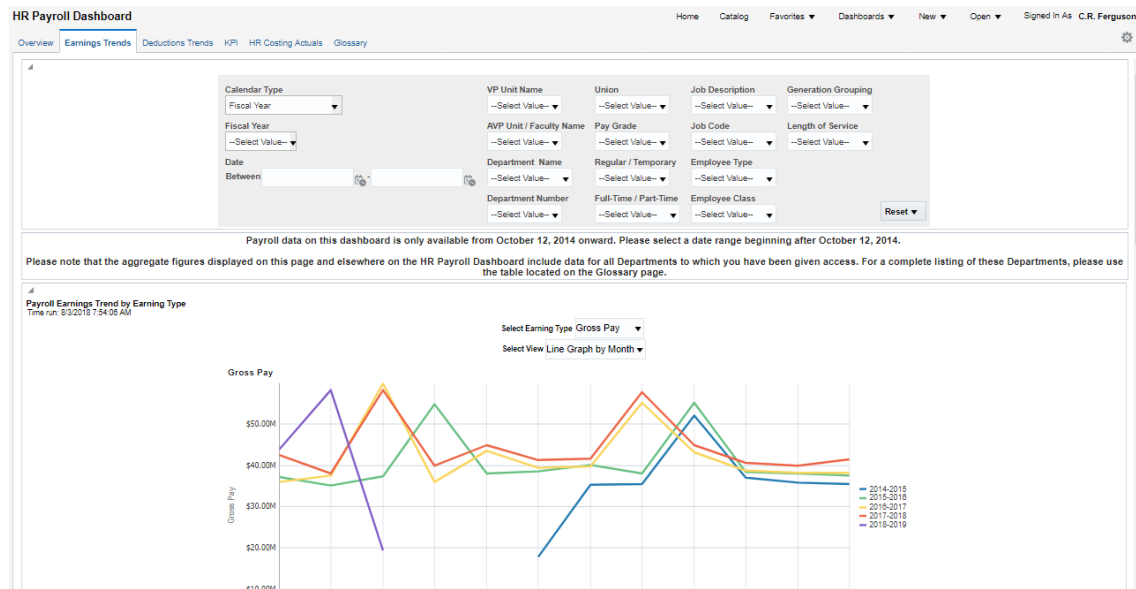 HR Payroll Dashboard
Home Catalog Favorites Dashboards New Open Signed In As C.R. Ferguson
Overview Earnings Trends Deductions Trends KPI HR Costing Actuals Glossary
Calendar Type VP Unit Name Union Job Description Generation Grouping
Fiscal Year --Select Value-- --Select Value-- --Select Value-- --Select Value--
Fiscal Year AVP Unit / Faculty Name Pay Grade Job Code Length of Service
--Select Value-- --Select Value-- --Select Value-- --Select Value-- --Select Value--
Date Department Name Regular / Temporary Employee Type
Between - --Select Value-- --Select Value-- --Select Value--
Department Number Full-Time / Part-Time Employee Class
--Select Value-- --Select Value-- --Select Value-- Reset
Payroll data on this dashboard is only available from October 12, 2014 onward. Please select a date range beginning after October 12, 2014.
Please note that the aggregate figures displayed on this page and elsewhere on the HR Payroll Dashboard include data for all Departments to which you have been given access. For a complete listing of these Departments, please use
the table located on the Glossary page.
Payroll Earnings Trend by Earning Type
Time run: 8/3/2018 7:54:06 AM
Select Earning Type Gross Pay
Select View Line Graph by Month
Gross Pay
$50.00M
$40.00M
$30.00M
$20.00M
$10.00M
Gross Pay
2014-2015
2015-2016
2016-2017
2017-2018
2018-2019